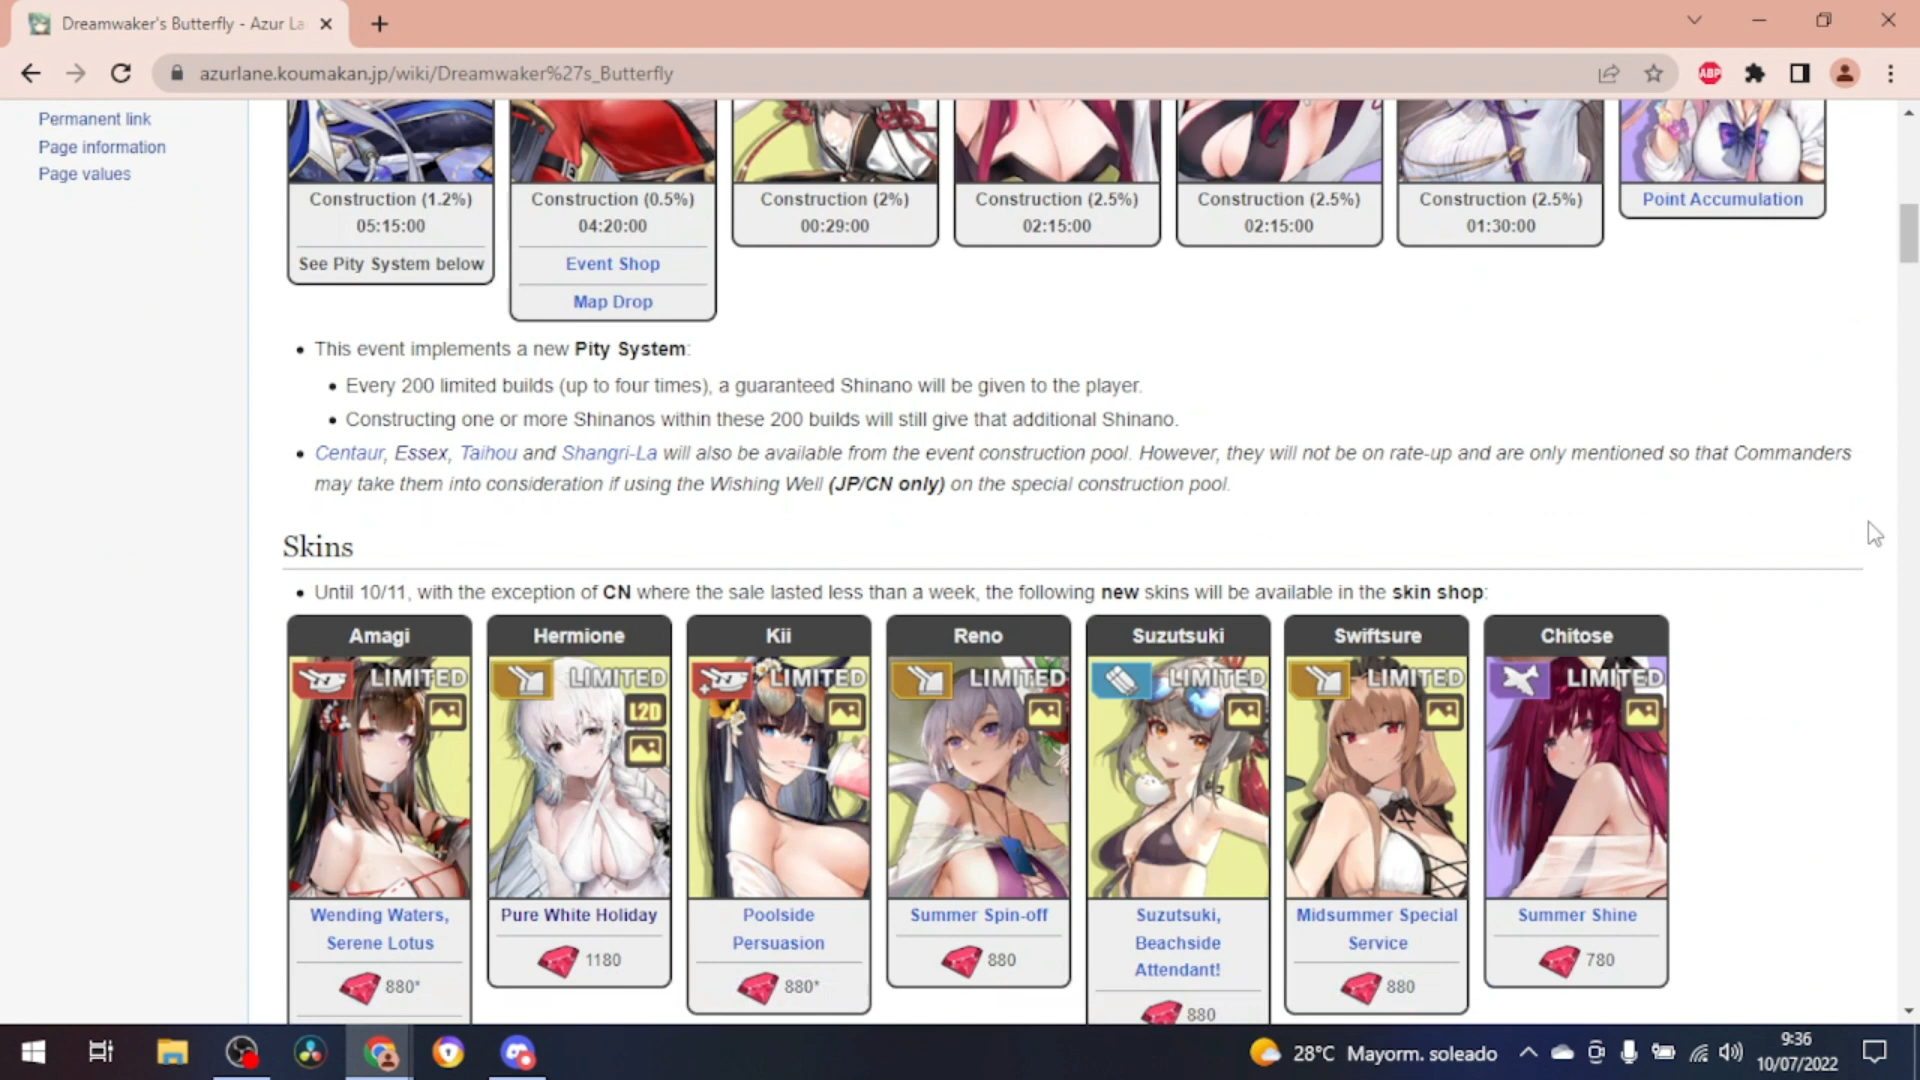 Dreamwaker's Butterfly - Azur La
azurlane.koumakan.jp/wiki/Dreamwaker%27s_Butterfly
ABP
Permanent link
Page information
Page values
Construction (1.2%)
05:15:00
See Pity System below
Construction (0.5%)
04:20:00
Event Shop
Map Drop
Construction (2%)
00:29:00
Construction (2.5%)
02:15:00
Construction (2.5%)
02:15:00
Construction (2.5%)
01:30:00
Point Accumulation
This event implements a new Pity System:
Every 200 limited builds (up to four times), a guaranteed Shinano will be given to the player.
Constructing one or more Shinanos within these 200 builds will still give that additional Shinano.
Centaur, Essex, Taihou and Shangri-La will also be available from the event construction pool. However, they will not be on rate-up and are only mentioned so that Commanders
may take them into consideration if using the Wishing Well (JP/CN only) on the special construction pool.
Skins
Until 10/11, with the exception of CN where the sale lasted less than a week, the following new skins will be available in the skin shop:
Amagi
LIMITED
Wending Waters,
Serene Lotus
880*
Hermione
LIMITED
L2D
Pure White Holiday
1180
Kii
LIMITED
Poolside
Persuasion
880*
Reno
LIMITED
Summer Spin-off
880
Suzutsuki
LIMITED
Suzutsuki,
Beachside
Attendant!
880
Swiftsure
LIMITED
Midsummer Special
Service
880
Chitose
LIMITED
Summer Shine
780
28°C Mayorm. soleado
9:36
10/07/2022